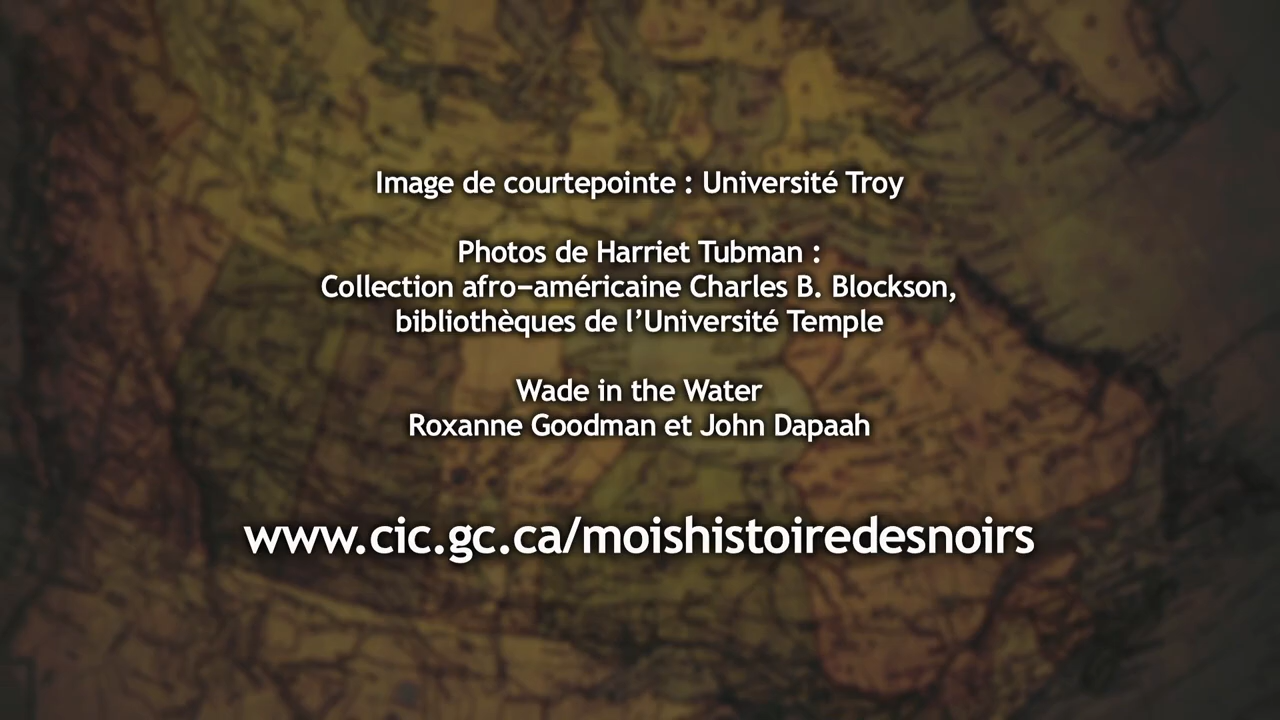 Image de courtepointe : Université Troy
Photos de Harriet Tubman :
Collection afro–américaine Charles B. Blockson,
bibliothèques de l’Université Temple
Wade in the Water
Roxanne Goodman et John Dapaah
www.cic.gc.ca/moishistoiredesnoirs